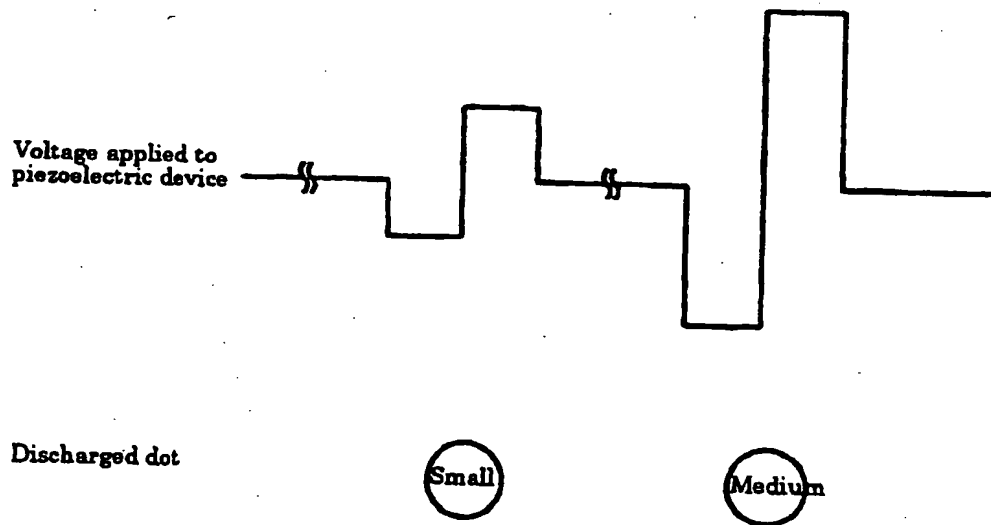 Voltage applied to
piezoelectric device
Discharged dot
Small
Medium